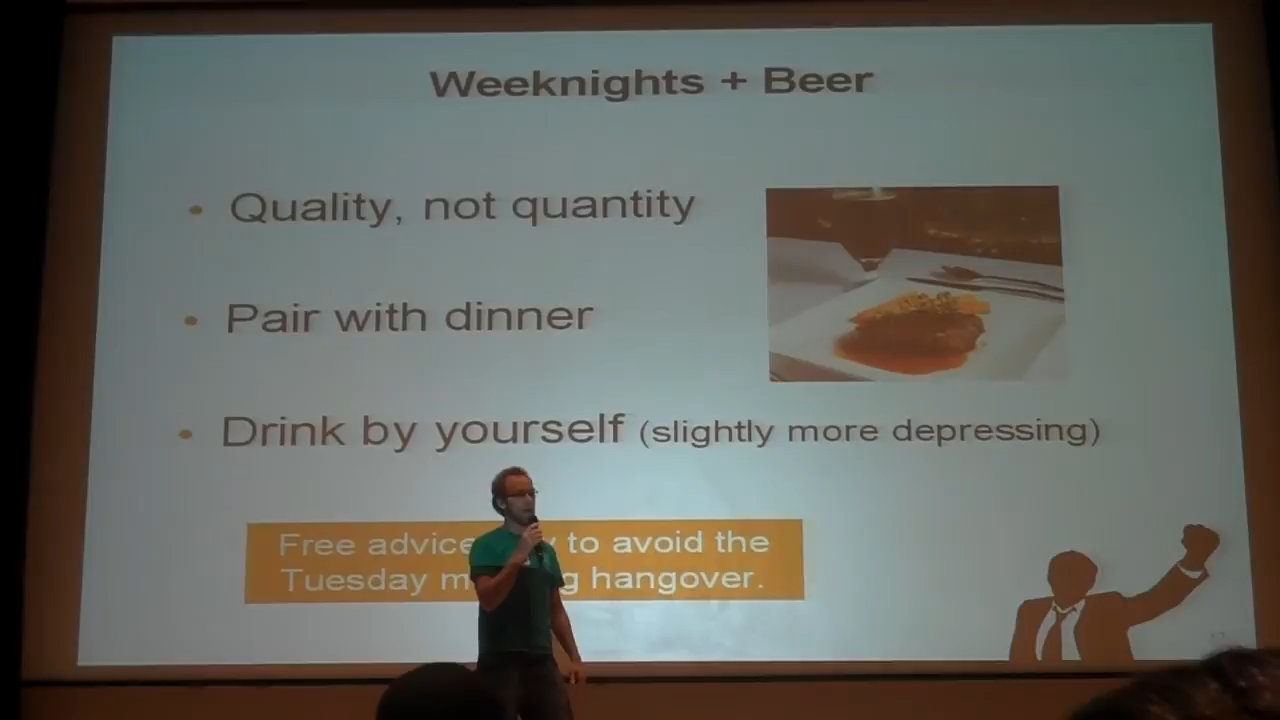 Weeknights + Beer
• Quality, not quantity
• Pair with dinner
• Drink by yourself (slightly more depressing)
Free advice to avoid the
Tuesday hangover.